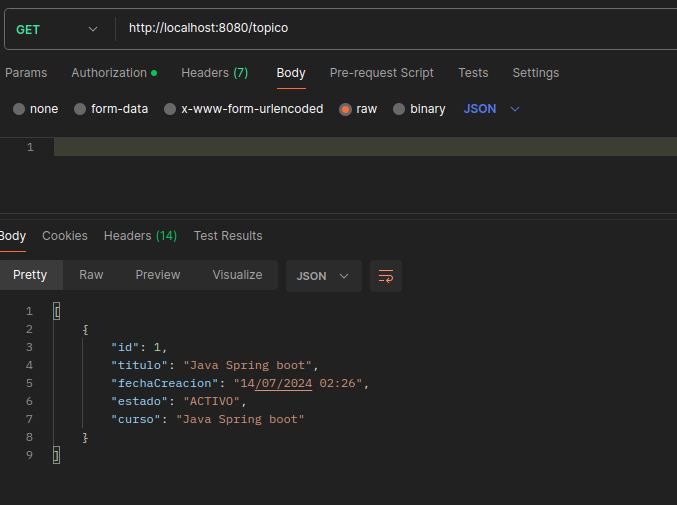 GET http://localhost:8080/topico
Params Authorization Headers (7) Body Pre-request Script Tests Settings
none form-data x-www-form-urlencoded raw binary JSON
1
Body Cookies Headers (14) Test Results
Pretty Raw Preview Visualize JSON
1 [
2 {
3 "id": 1,
4 "titulo": "Java Spring boot",
5 "fechaCreacion": "14/07/2024 02:26",
6 "estado": "ACTIVO",
7 "curso": "Java Spring boot"
8 }
9 ]